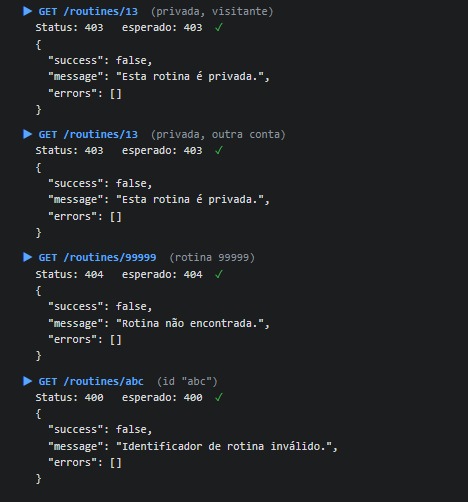 ▶ GET /routines/13  (privada, visitante)
Status: 403   esperado: 403  ✓
{
  "success": false,
  "message": "Esta rotina é privada.",
  "errors": []
}
▶ GET /routines/13  (privada, outra conta)
Status: 403   esperado: 403  ✓
{
  "success": false,
  "message": "Esta rotina é privada.",
  "errors": []
}
▶ GET /routines/99999  (rotina 99999)
Status: 404   esperado: 404  ✓
{
  "success": false,
  "message": "Rotina não encontrada.",
  "errors": []
}
▶ GET /routines/abc  (id "abc")
Status: 400   esperado: 400  ✓
{
  "success": false,
  "message": "Identificador de rotina inválido.",
  "errors": []
}